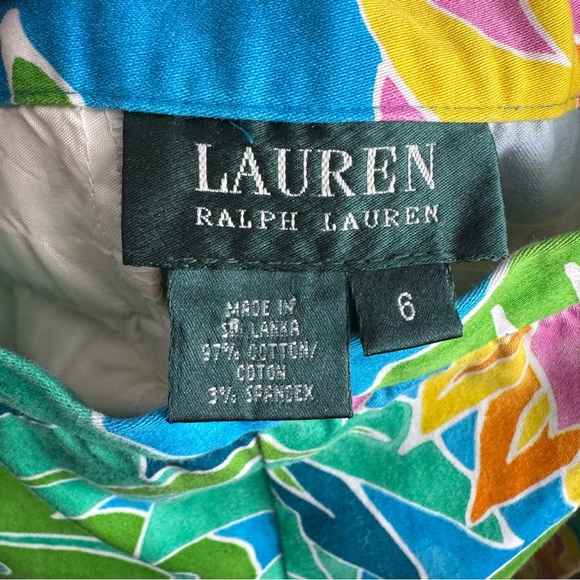 LAUREN
RALPH LAUREN
MADE IN
SRI LANKA
97% COTTON/
COTON
3% SPANDEX
6